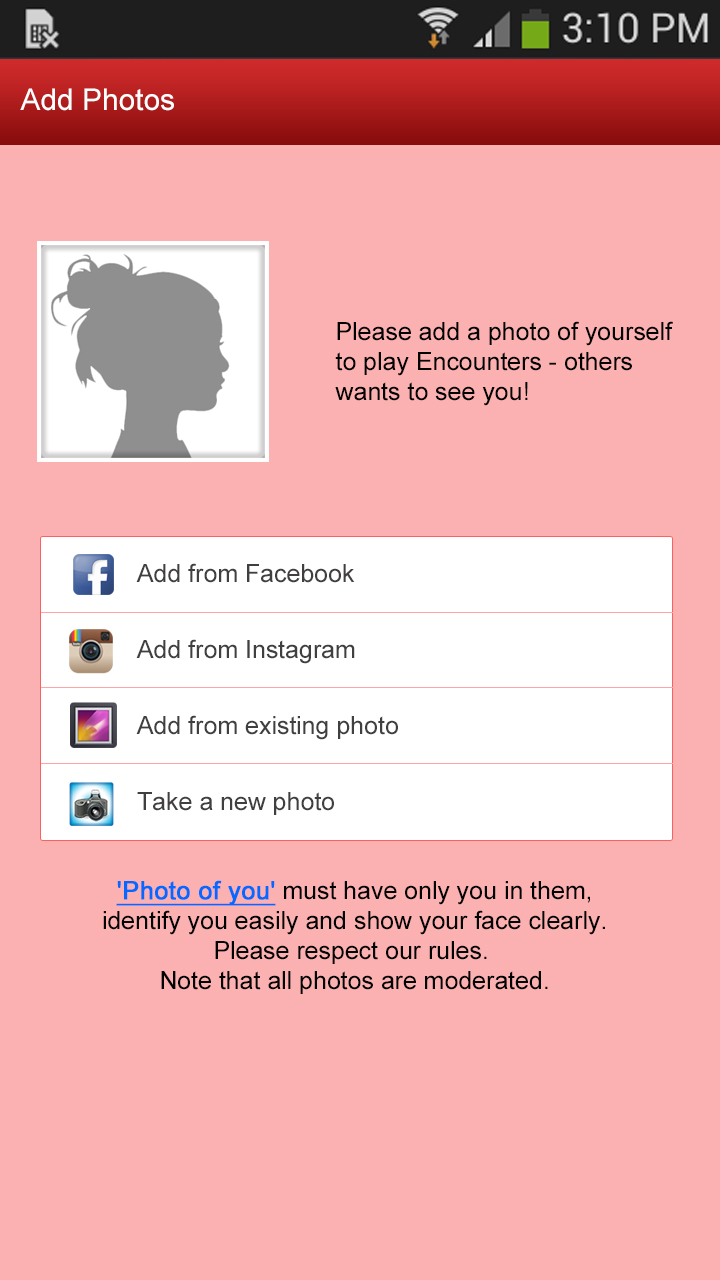 3:10 PM
Add Photos
Please add a photo of yourself
to play Encounters - others
wants to see you!
Add from Facebook
Add from Instagram
Add from existing photo
Take a new photo
'Photo of you' must have only you in them,
identify you easily and show your face clearly.
Please respect our rules.
Note that all photos are moderated.